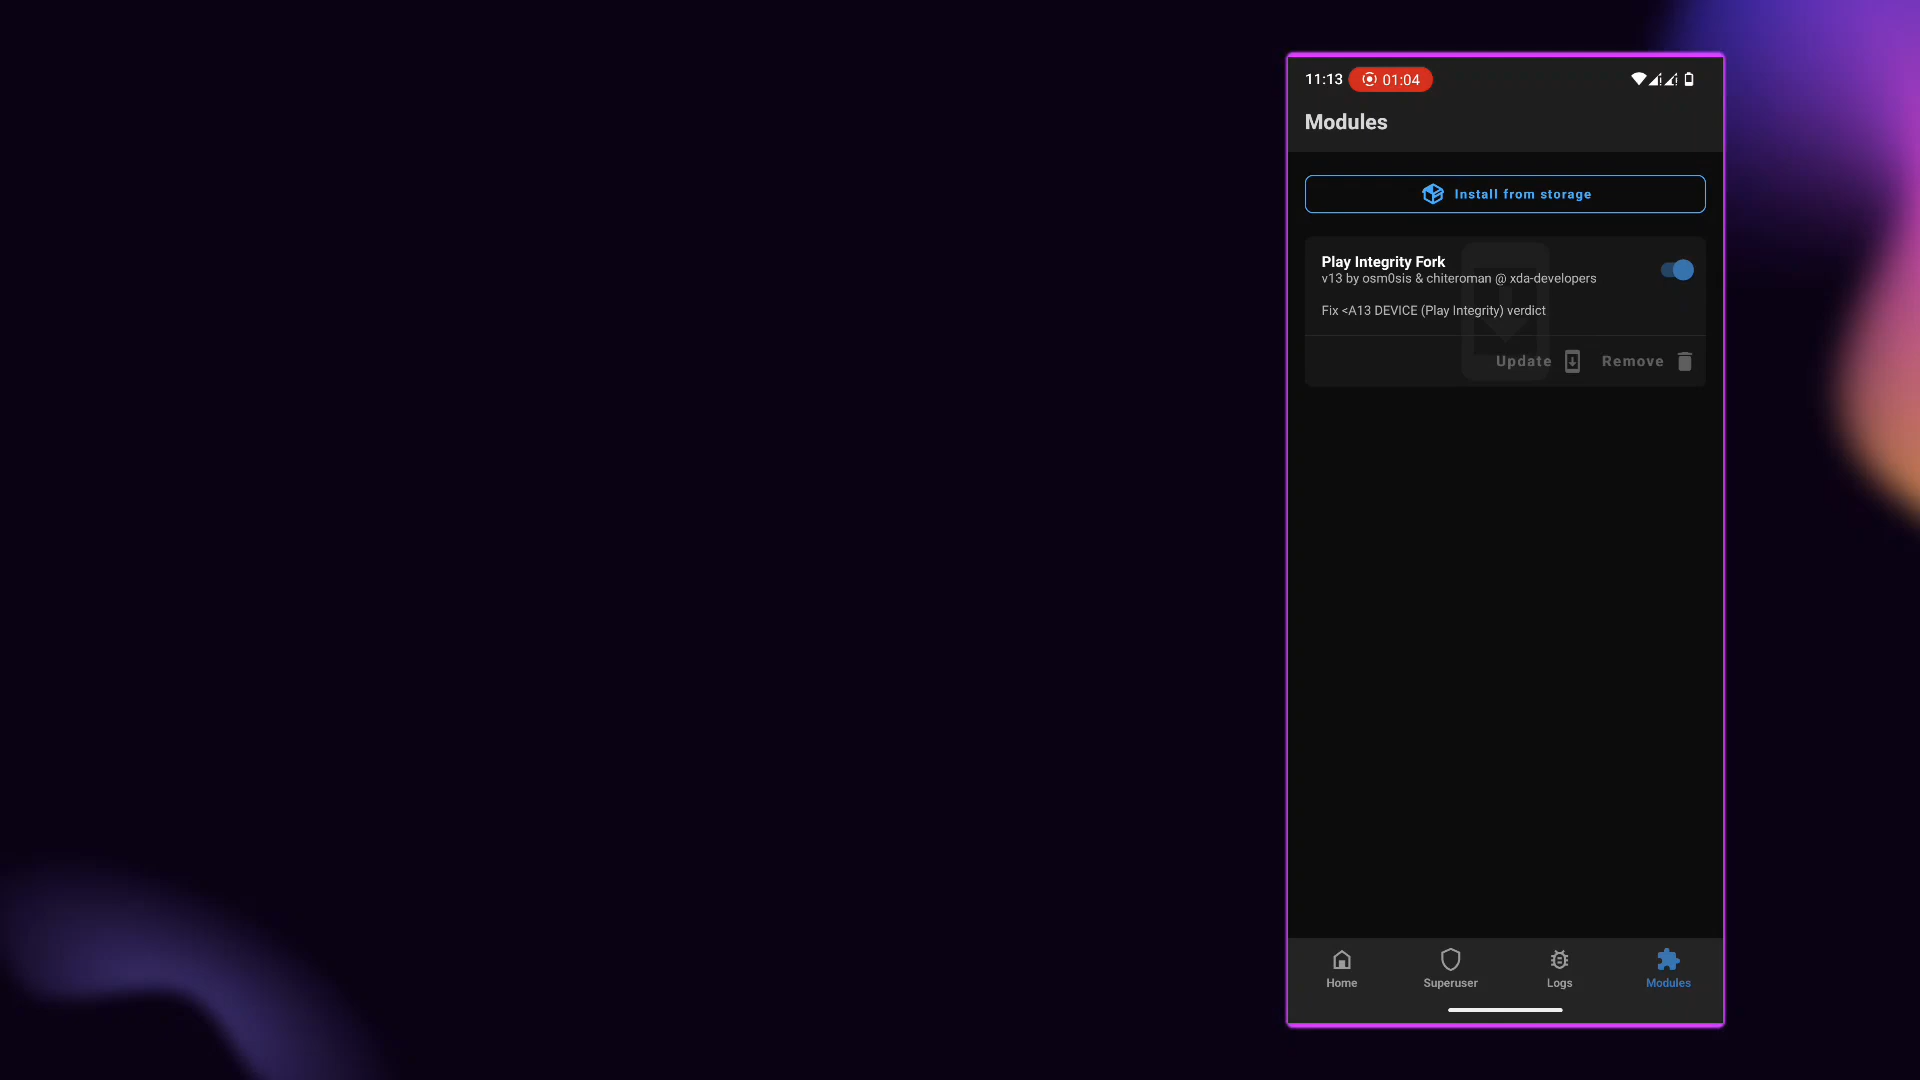 11:13 01:04
Modules
Install from storage
Play Integrity Fork
v13 by osm0sis & chiteroman @ xda-developers
Fix <A13 DEVICE (Play Integrity) verdict
Update Remove
Home Superuser Logs Modules